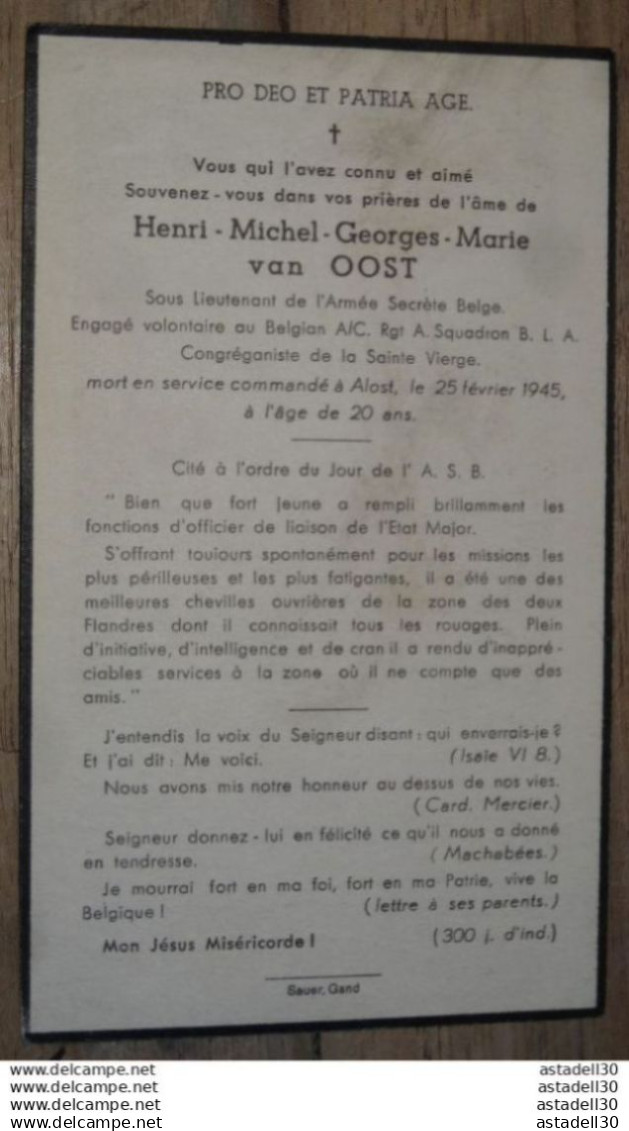 PRO DEO ET PATRIA AGE.
†
Vous qui l'avez connu et aimé
Souvenez-vous dans vos prières de l'âme de
Henri - Michel - Georges - Marie
van OOST
Sous Lieutenant de l'Armée Secrète Belge.
Engagé volontaire au Belgian A/C. Rgt A. Squadron B. L. A.
Congréganiste de la Sainte Vierge.
mort en service commandé à Alost, le 25 février 1945,
à l'âge de 20 ans.
Cité à l'ordre du Jour de l' A. S. B.
" Bien que fort jeune a rempli brillamment les
fonctions d'officier de liaison de l'Etat Major.
S'offrant toujours spontanément pour les missions les
plus périlleuses et les plus fatigantes, il a été une des
meilleures chevilles ouvrières de la zone des deux
Flandres dont il connaissait tous les rouages. Plein
d'initiative, d'intelligence et de cran il a rendu d'inappré-
ciables services à la zone où il ne compte que des
amis. "
J'entendis la voix du Seigneur disant : qui enverrais-je ?
Et j'ai dit : Me voici. (Isaïe VI 8.)
Nous avons mis notre honneur au dessus de nos vies.
(Card. Mercier.)
Seigneur donnez - lui en félicité ce qu'il nous a donné
en tendresse. (Machabées.)
Je mourrai fort en ma foi, fort en ma Patrie, vive la
Belgique ! (lettre à ses parents.)
Mon Jésus Miséricorde ! (300 j. d'ind.)
Sauer, Gand
www.delcampe.net astadell30
www.delcampe.net astadell30
www.delcampe.net astadell30
www.delcampe.net astadell30